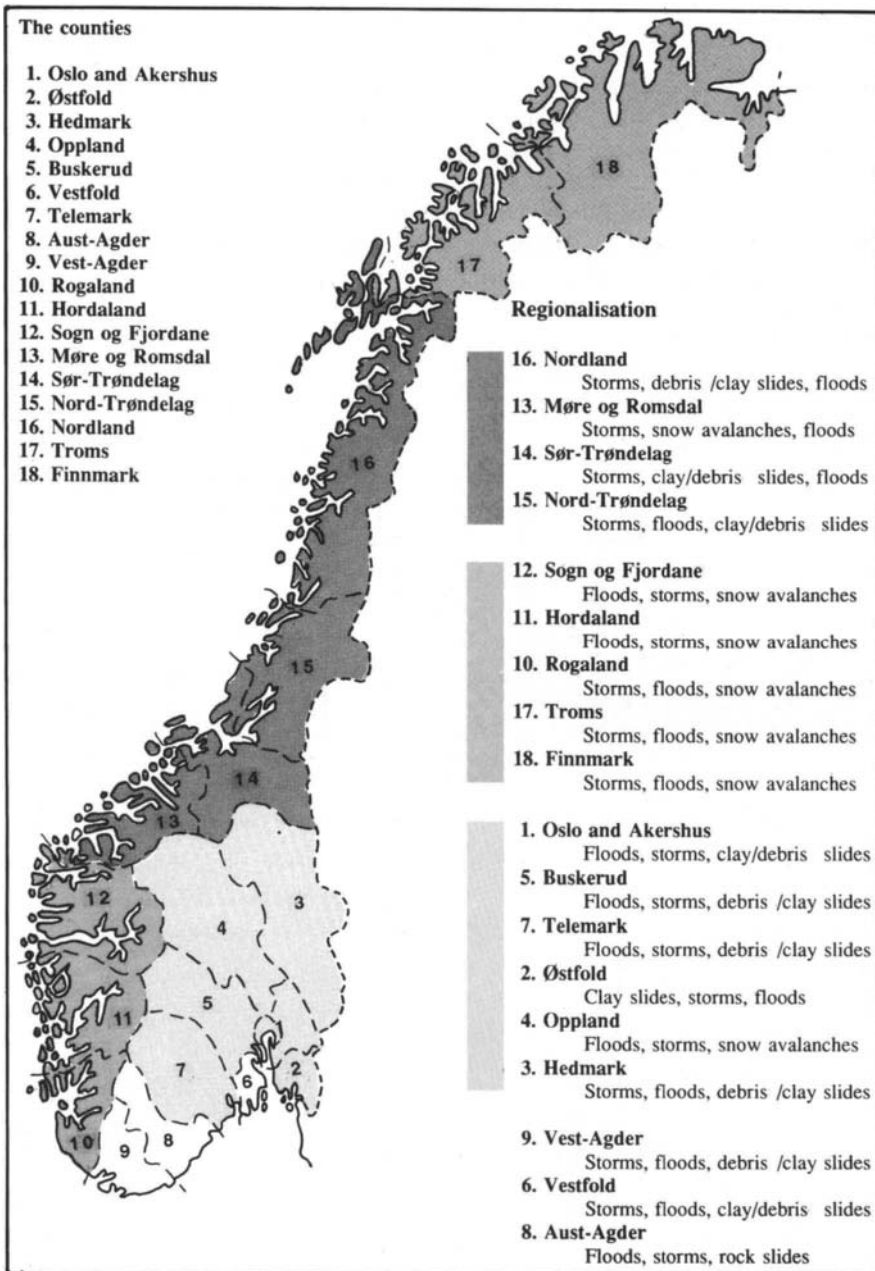 The counties
1. Oslo and Akershus
2. Østfold
3. Hedmark
4. Oppland
5. Buskerud
6. Vestfold
7. Telemark
8. Aust-Agder
9. Vest-Agder
10. Rogaland
11. Hordaland
12. Sogn og Fjordane
13. Møre og Romsdal
14. Sør-Trøndelag
15. Nord-Trøndelag
16. Nordland
17. Troms
18. Finnmark
18
17
16
15
14
13
12
3
4
5
11
7
6
2
10
9
8
Regionalisation
16. Nordland
Storms, debris /clay slides, floods
13. Møre og Romsdal
Storms, snow avalanches, floods
14. Sør-Trøndelag
Storms, clay/debris slides, floods
15. Nord-Trøndelag
Storms, floods, clay/debris slides
12. Sogn og Fjordane
Floods, storms, snow avalanches
11. Hordaland
Floods, storms, snow avalanches
10. Rogaland
Storms, floods, snow avalanches
17. Troms
Storms, floods, snow avalanches
18. Finnmark
Storms, floods, snow avalanches
1. Oslo and Akershus
Floods, storms, clay/debris slides
5. Buskerud
Floods, storms, debris /clay slides
7. Telemark
Floods, storms, debris /clay slides
2. Østfold
Clay slides, storms, floods
4. Oppland
Floods, storms, snow avalanches
3. Hedmark
Storms, floods, debris /clay slides
9. Vest-Agder
Storms, floods, debris /clay slides
6. Vestfold
Storms, floods, clay/debris slides
8. Aust-Agder
Floods, storms, rock slides